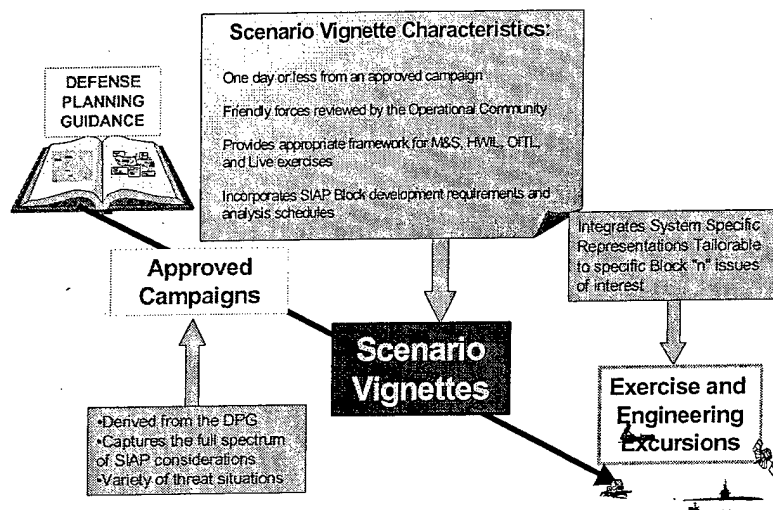 Scenario Vignette Characteristics:
One day or less from an approved campaign
Friendly forces reviewed by the Operational Community
Provides appropriate framework for M&S, HWIL, OITL,
and Live exercises
Incorporates SIAP Block development requirements and
analysis schedules
DEFENSE
PLANNING
GUIDANCE
Integrates System Specific
Representations Tailorable
to specific Block "n" issues
of interest
Approved
Campaigns
Scenario
Vignettes
Exercise and
Engineering
Excursions
•Derived from the DPG
•Captures the full spectrum
of SIAP considerations
•Variety of threat situations